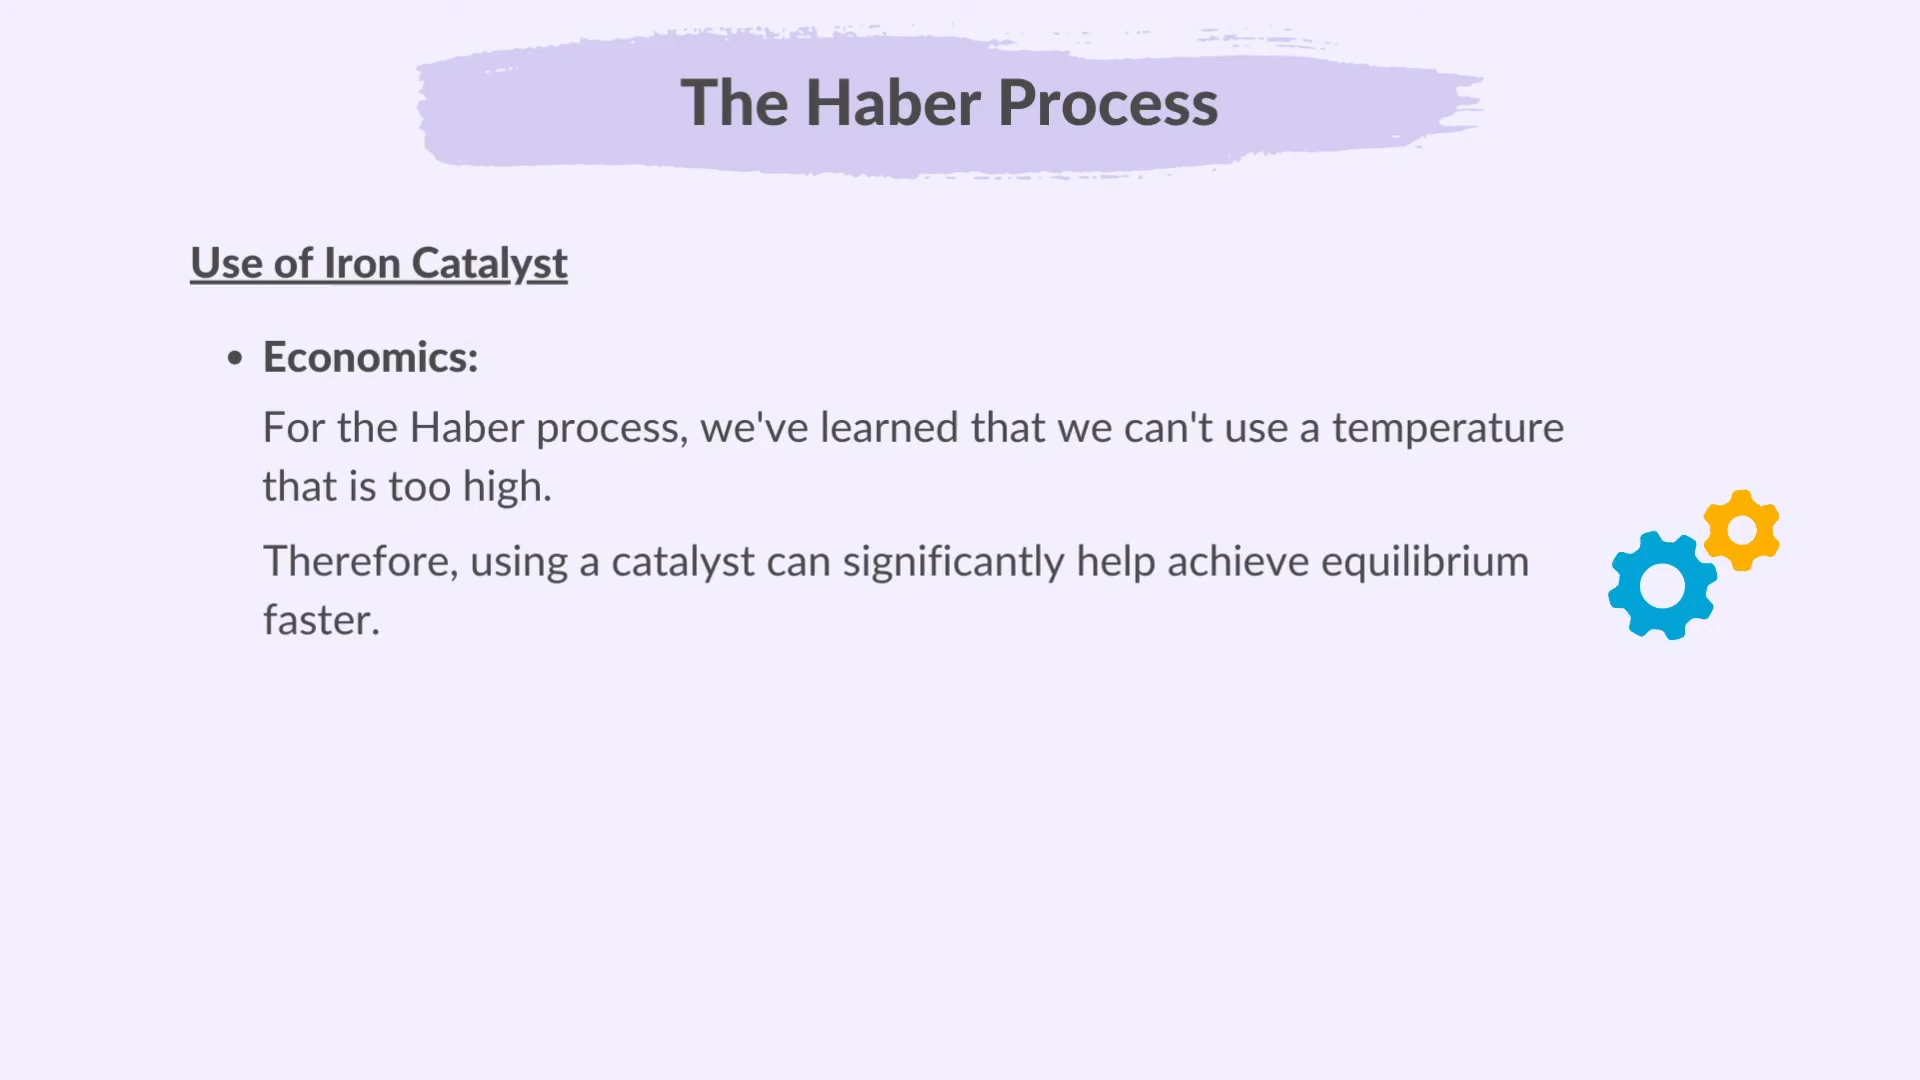 The Haber Process
Use of Iron Catalyst
• Economics:
For the Haber process, we've learned that we can't use a temperature
that is too high.
Therefore, using a catalyst can significantly help achieve equilibrium
faster.